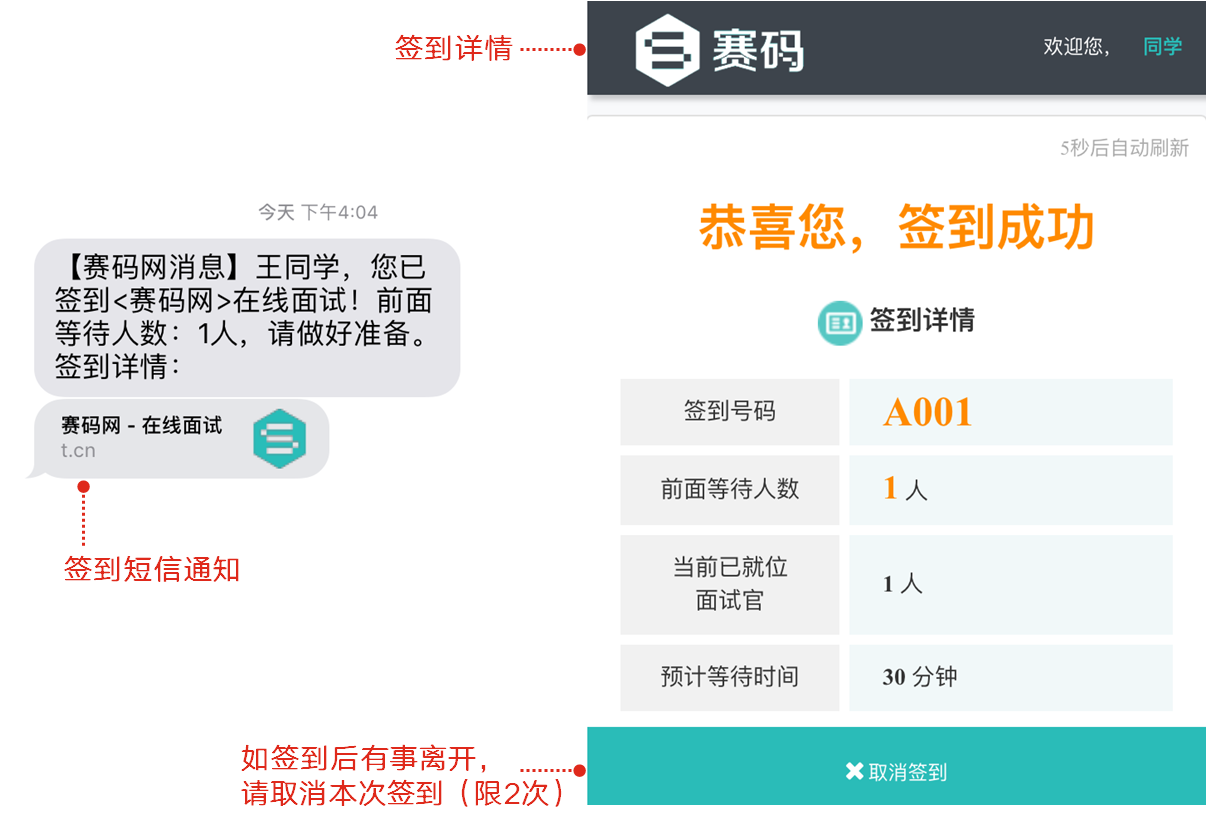 签到详情
赛码
欢迎您， 同学
5秒后自动刷新
恭喜您，签到成功
签到详情
签到号码 A001
前面等待人数 1 人
当前已就位
面试官
1 人
预计等待时间 30 分钟
取消签到
今天 下午4:04
【赛码网消息】王同学，您已
签到<赛码网>在线面试！前面
等待人数：1人，请做好准备。
签到详情：
赛码网 - 在线面试
t.cn
签到短信通知
如签到后有事离开，
请取消本次签到（限2次）